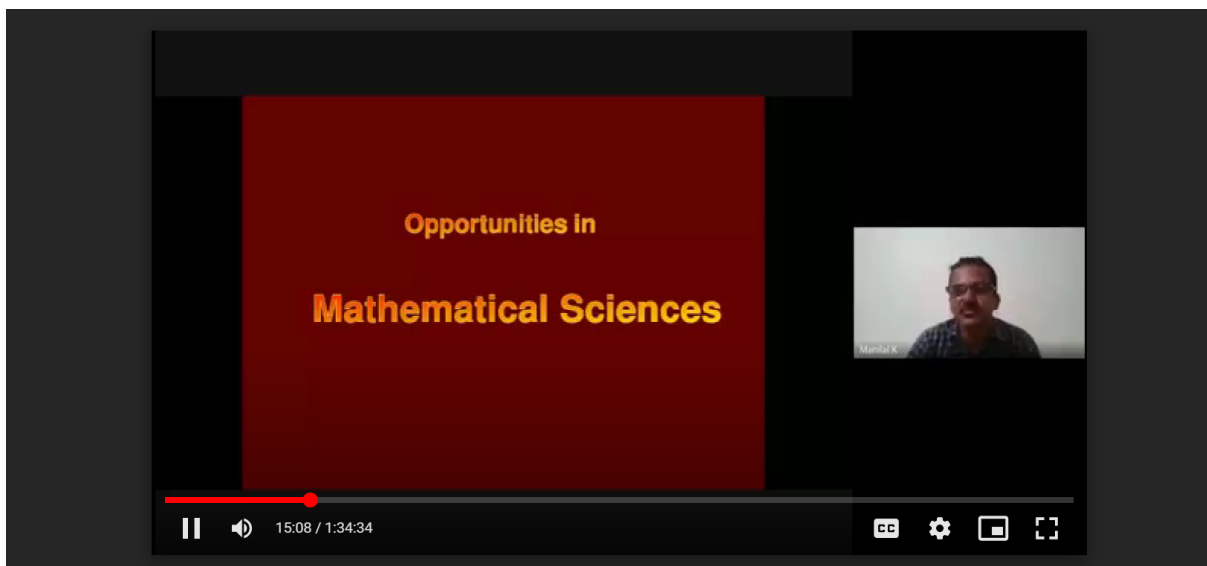 Opportunities in
Mathematical Sciences
Manilal K
15:08 / 1:34:34
CC